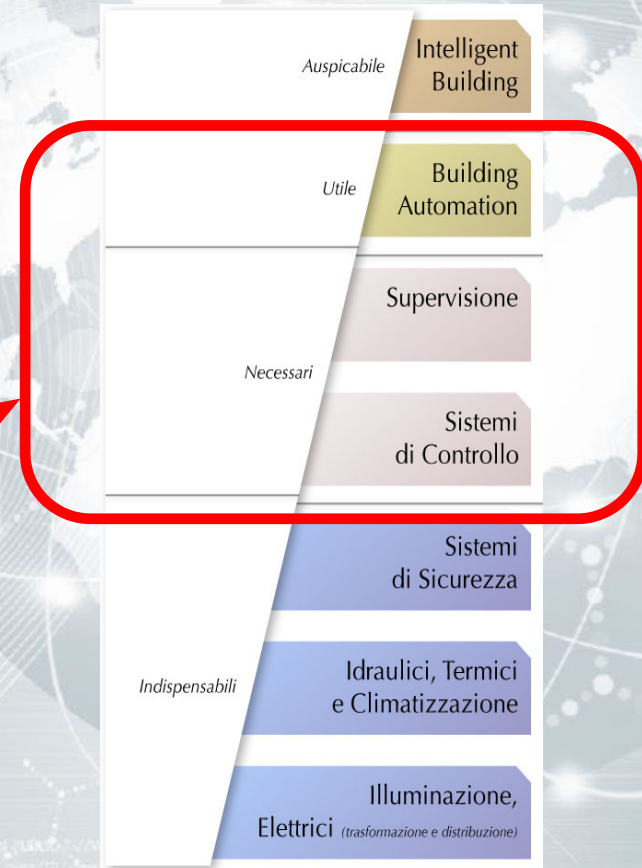 Auspicabile
Intelligent
Building
Utile
Building
Automation
Supervisione
Necessari
Sistemi
di Controllo
Sistemi
di Sicurezza
Indispensabili
Idraulici, Termici
e Climatizzazione
Illuminazione,
Elettrici (trasformazione e distribuzione)